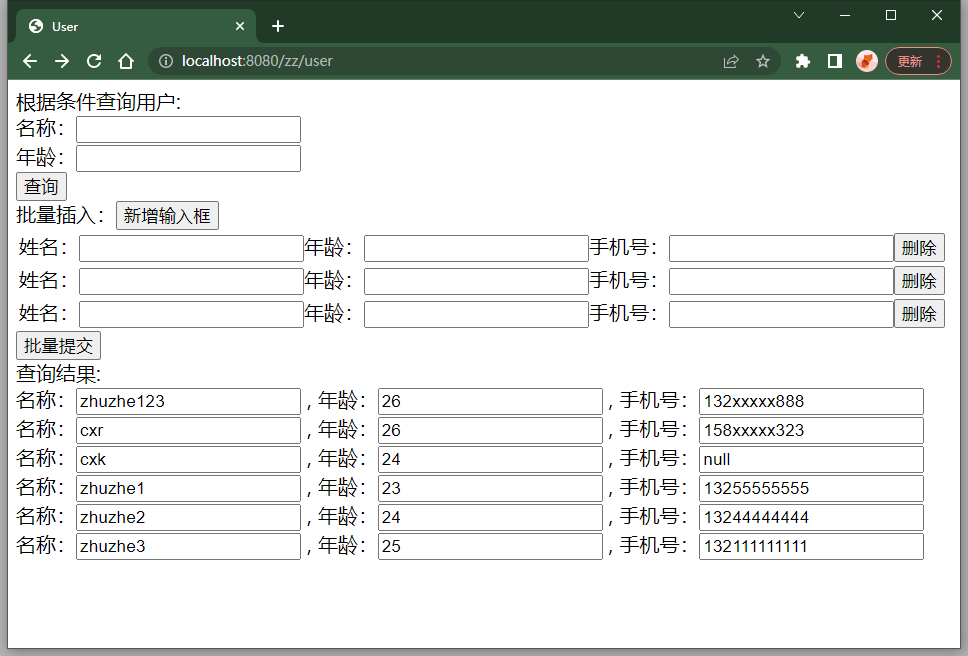 User
localhost:8080/zz/user
更新
根据条件查询用户:
名称：
年龄：
查询
批量插入： 新增输入框
姓名： 年龄： 手机号： 删除
姓名： 年龄： 手机号： 删除
姓名： 年龄： 手机号： 删除
批量提交
查询结果:
名称： zhuzhe123 , 年龄： 26 , 手机号： 132xxxxx888
名称： cxr , 年龄： 26 , 手机号： 158xxxxx323
名称： cxk , 年龄： 24 , 手机号： null
名称： zhuzhe1 , 年龄： 23 , 手机号： 13255555555
名称： zhuzhe2 , 年龄： 24 , 手机号： 13244444444
名称： zhuzhe3 , 年龄： 25 , 手机号： 132111111111